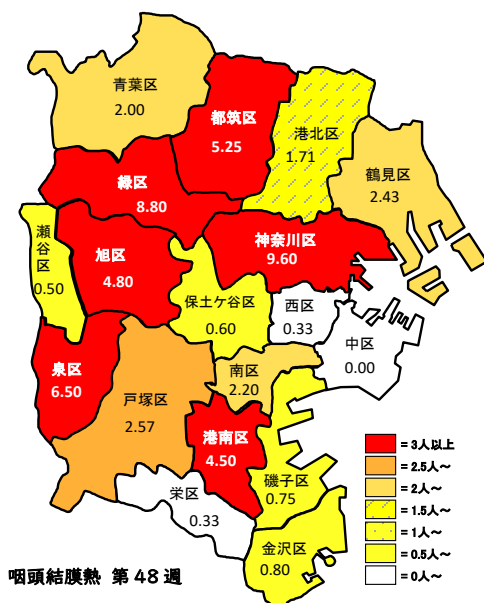 青葉区
2.00
都筑区
5.25
港北区
1.71
鶴見区
2.43
緑区
8.80
神奈川区
9.60
瀬谷区
0.50
旭区
4.80
保土ケ谷区
0.60
西区
0.33
中区
0.00
泉区
6.50
戸塚区
2.57
南区
2.20
港南区
4.50
磯子区
0.75
栄区
0.33
金沢区
0.80
= 3人以上
= 2.5人～
= 2人～
= 1.5人～
= 1人～
= 0.5人～
= 0人～
咽頭結膜熱 第 48 週